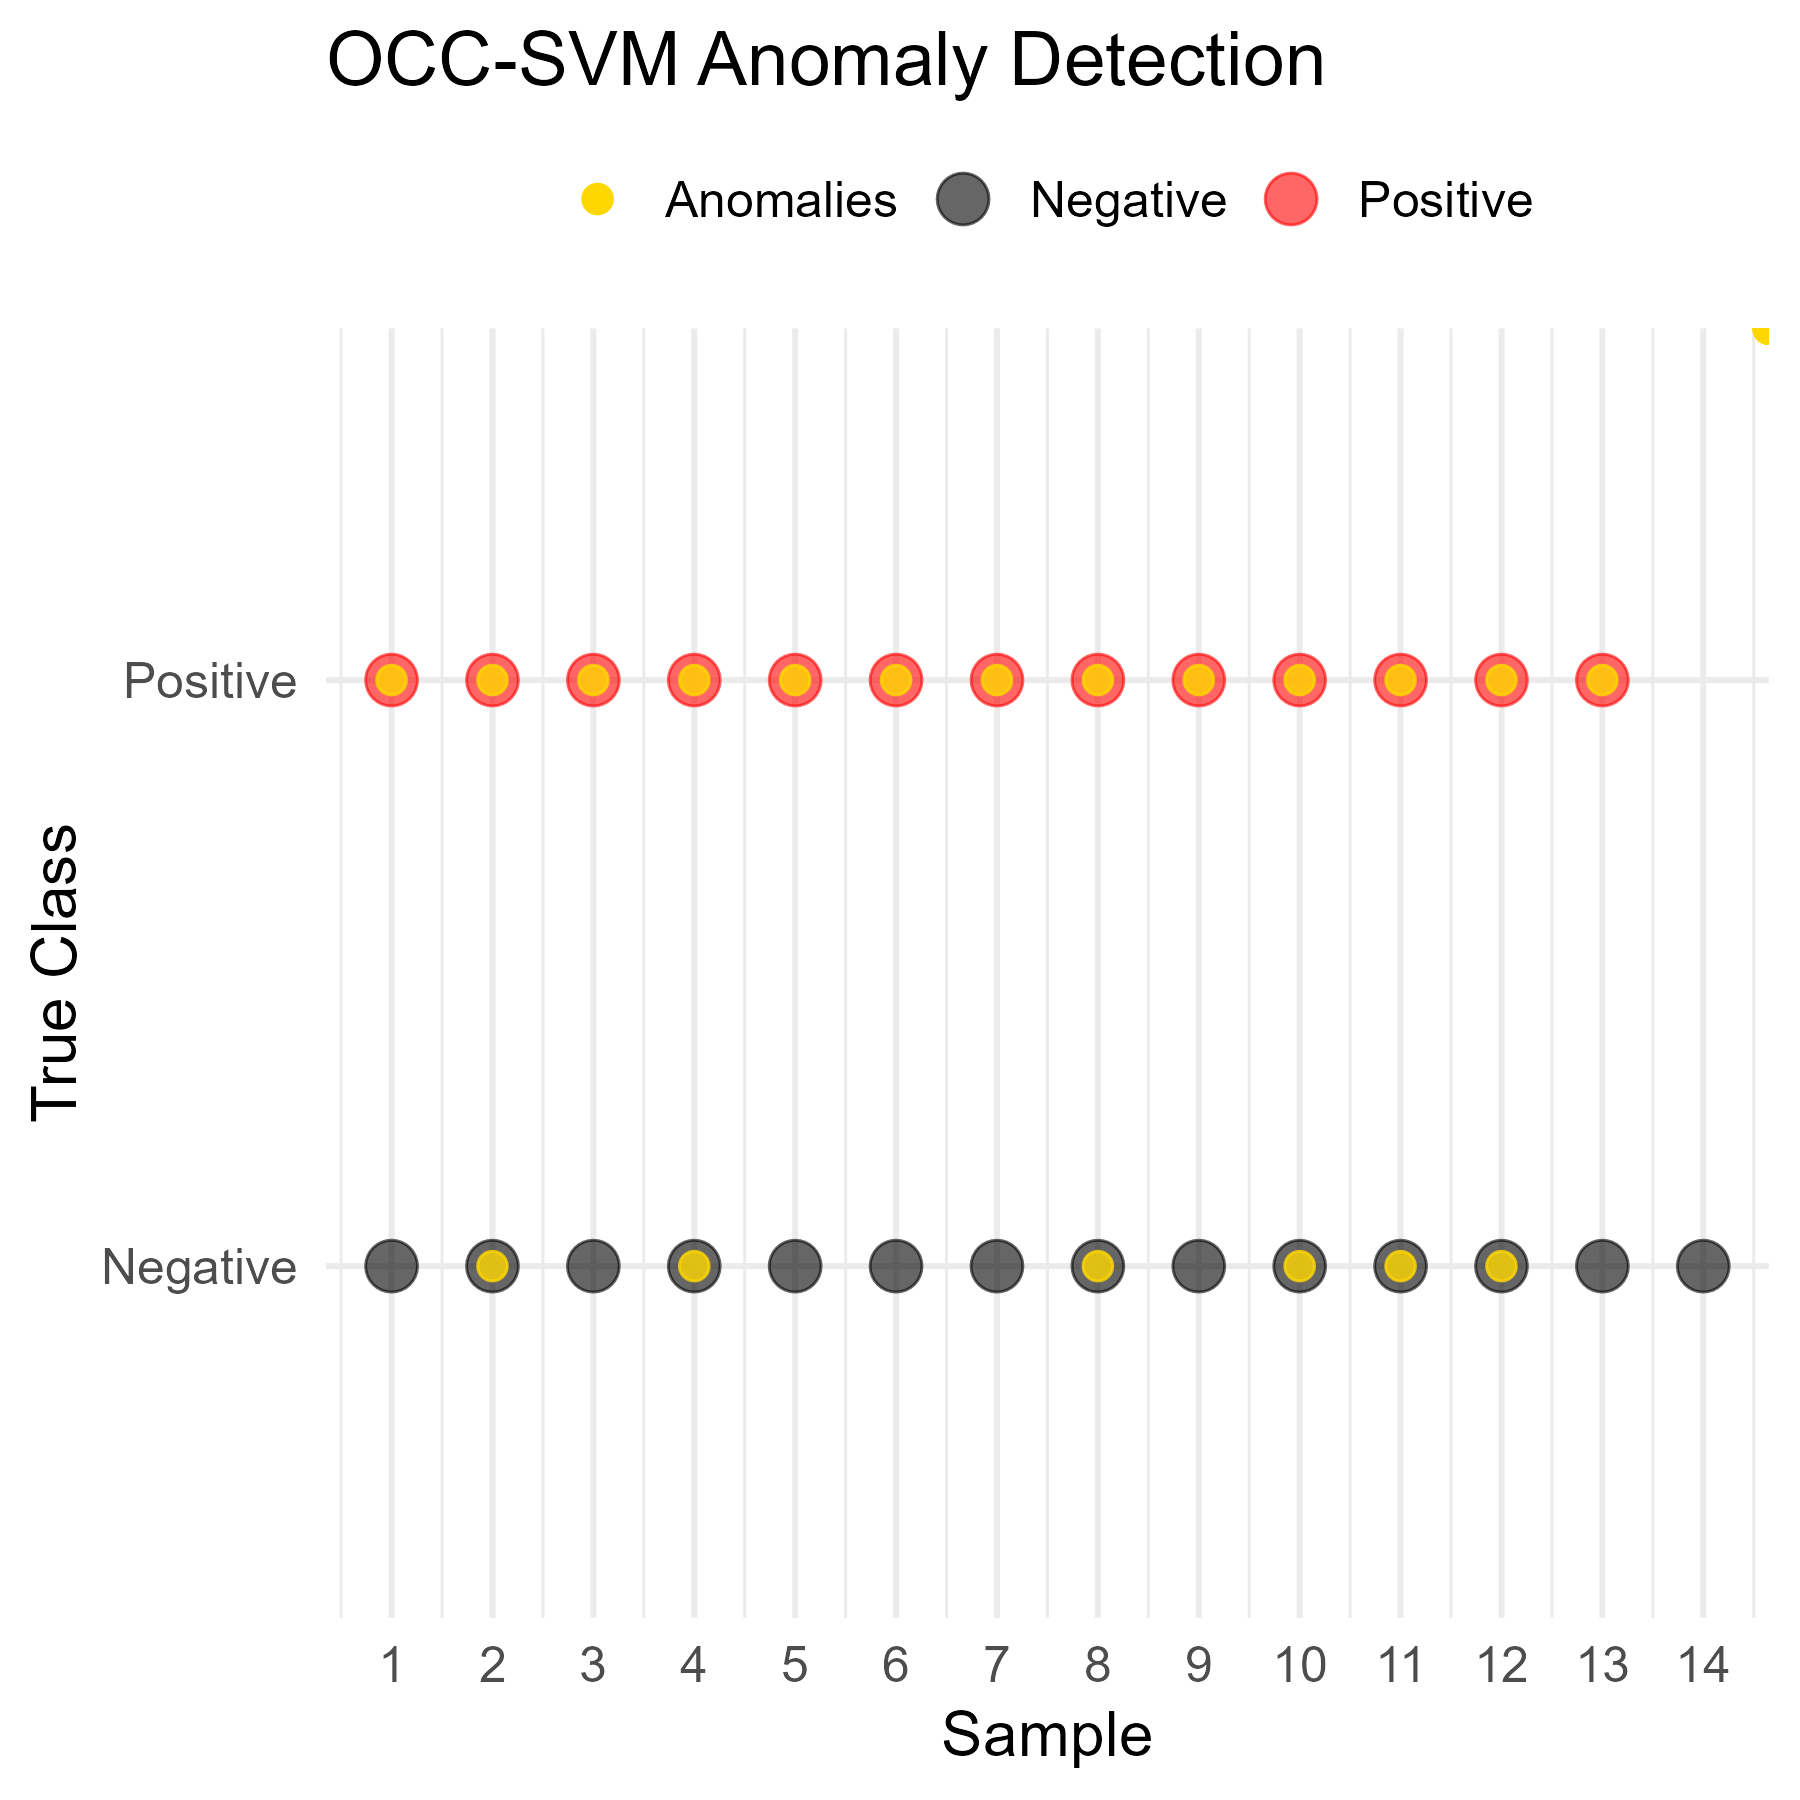 OCC-SVM Anomaly Detection
Anomalies Negative Positive
Positive
True Class
Negative
1 2 3 4 5 6 7 8 9 10 11 12 13 14
Sample